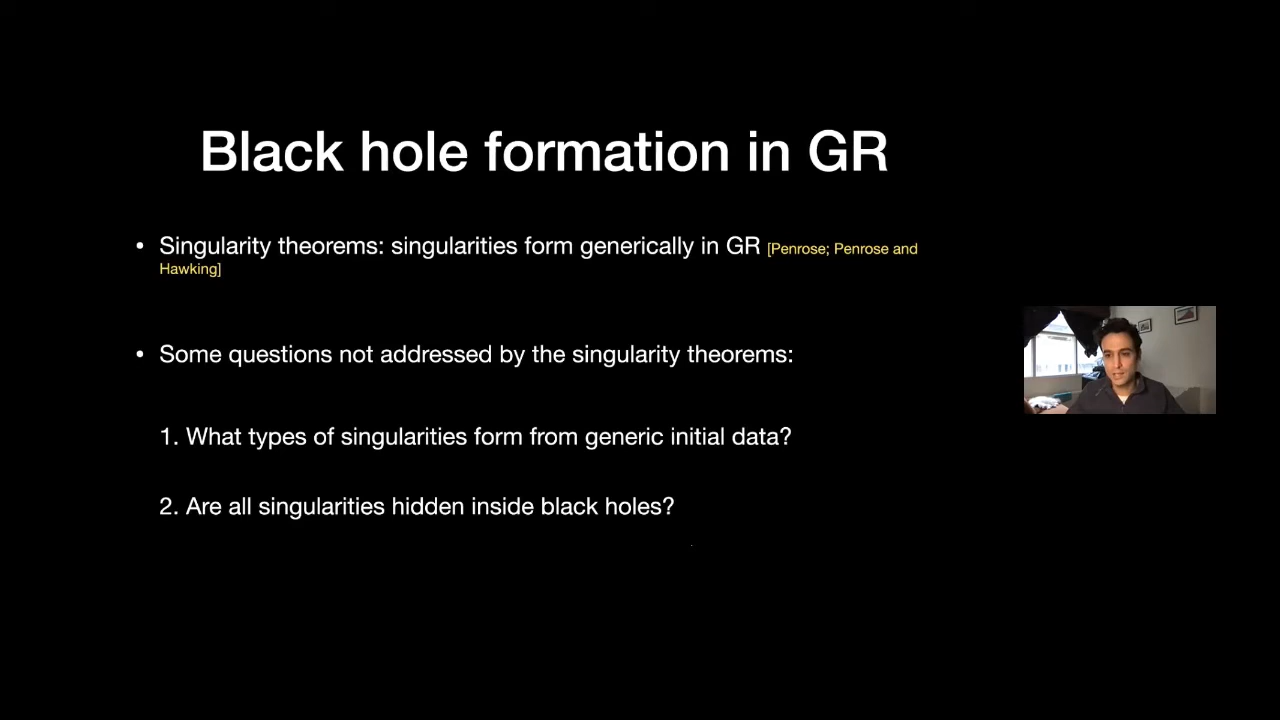 Black hole formation in GR
• Singularity theorems: singularities form generically in GR [Penrose; Penrose and
Hawking]
• Some questions not addressed by the singularity theorems:
1. What types of singularities form from generic initial data?
2. Are all singularities hidden inside black holes?